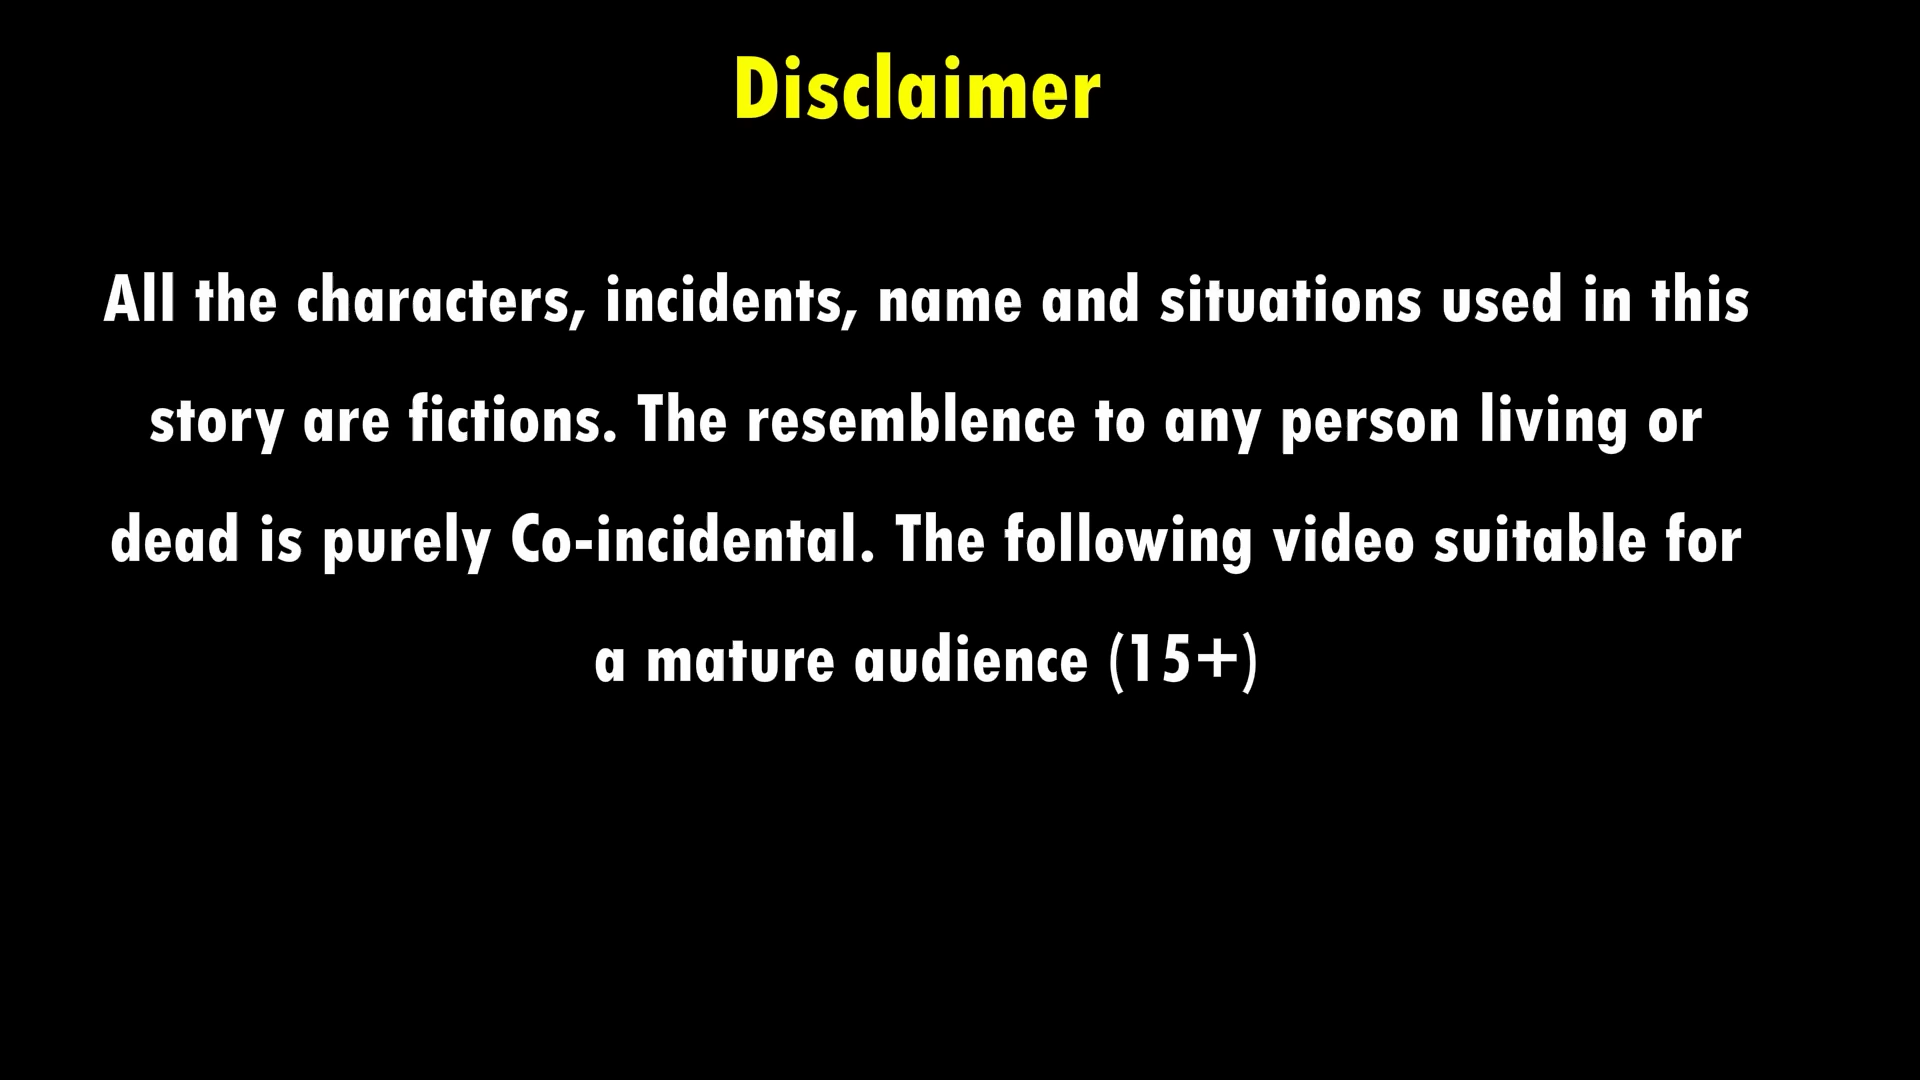 Disclaimer
All the characters, incidents, name and situations used in this
story are fictions. The resemblence to any person living or
dead is purely Co-incidental. The following video suitable for
a mature audience (15+)